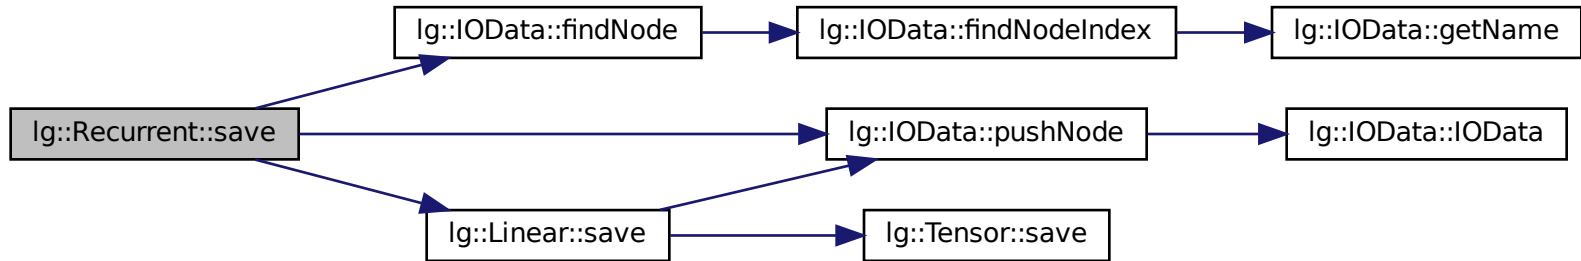 lg::IOData::findNode
lg::IOData::findNodeIndex
lg::IOData::getName
lg::Recurrent::save
lg::IOData::pushNode
lg::IOData::IOData
lg::Linear::save
lg::Tensor::save